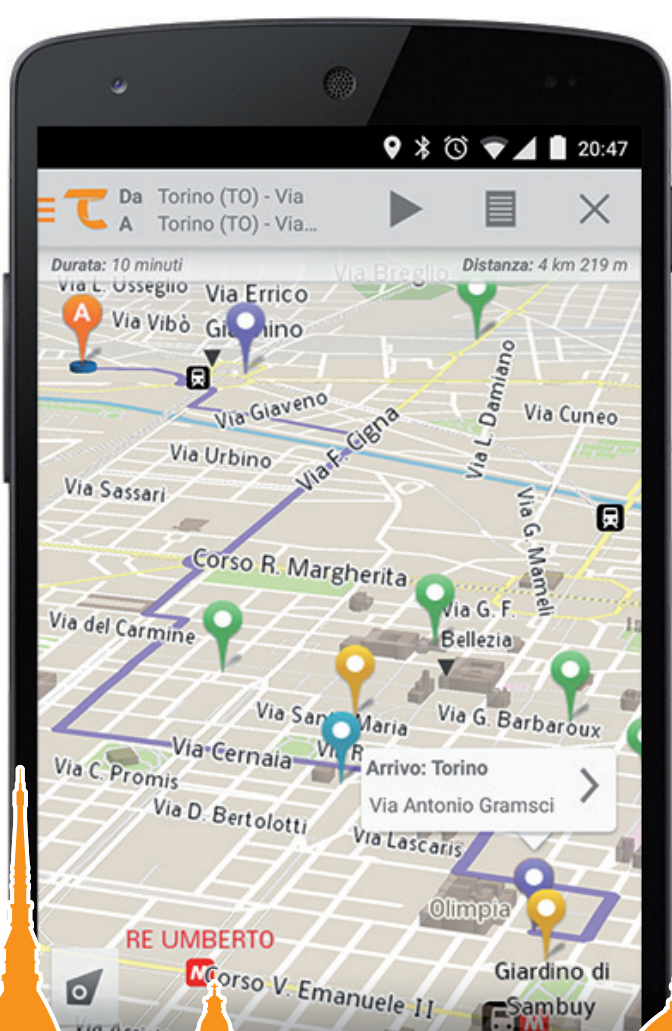 20:47
Da Torino (TO) - Via
A Torino (TO) - Via...
Durata: 10 minuti
Distanza: 4 km 219 m
Via Breglio
Via L. Usseglio
Via Errico
Via Vibò
A
Via L. Damiano
Via Giaveno
Via Cuneo
Via F. Cigna
Via Urbino
Via Sassari
Via G. Mameli
Corso R. Margherita
Via del Carmine
Via G. F.
Bellezia
Via Maria
Via G. Barbaroux
Via Cernaia
Via C. Promis
Arrivo: Torino
Via Antonio Gramsci
Via D. Bertolotti
Via Lascaris
Olimpia
RE UMBERTO
M
Corso V. Emanuele II
Giardino di
Sambuy
M